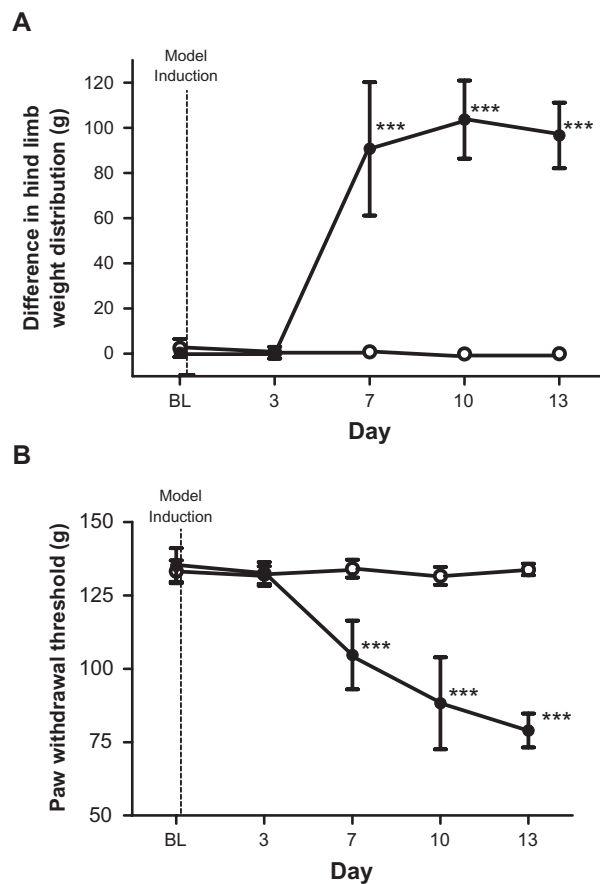 A
Model
Induction
Difference in hind limb
weight distribution (g)
120
100
80
60
40
20
0
***
***
***
BL
3
7
10
13
Day
B
Model
Induction
Paw withdrawal threshold (g)
150
125
100
75
50
***
***
***
BL
3
7
10
13
Day